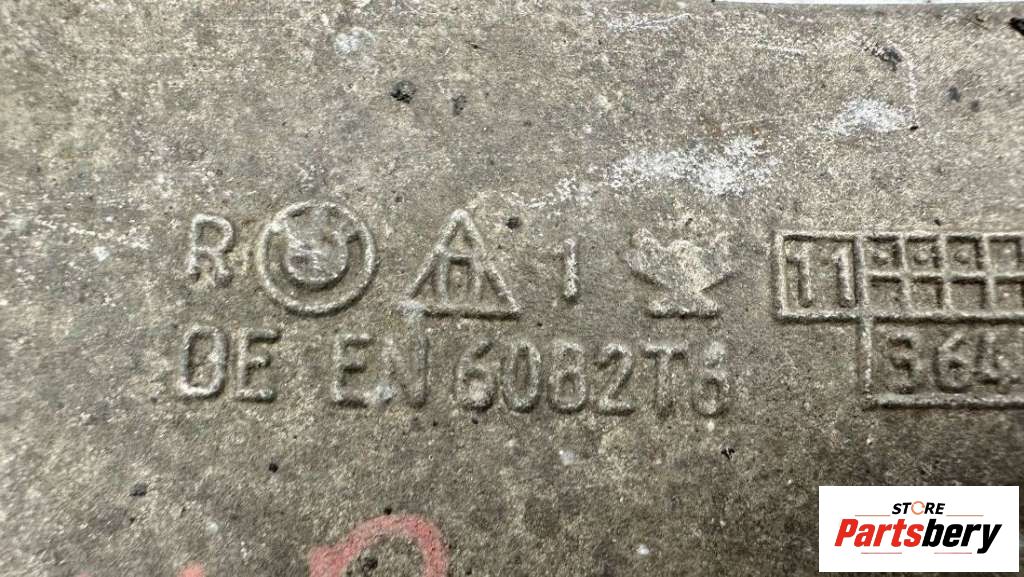 R A 1 11
DE EN 6082T6 364
STORE
Partsbery